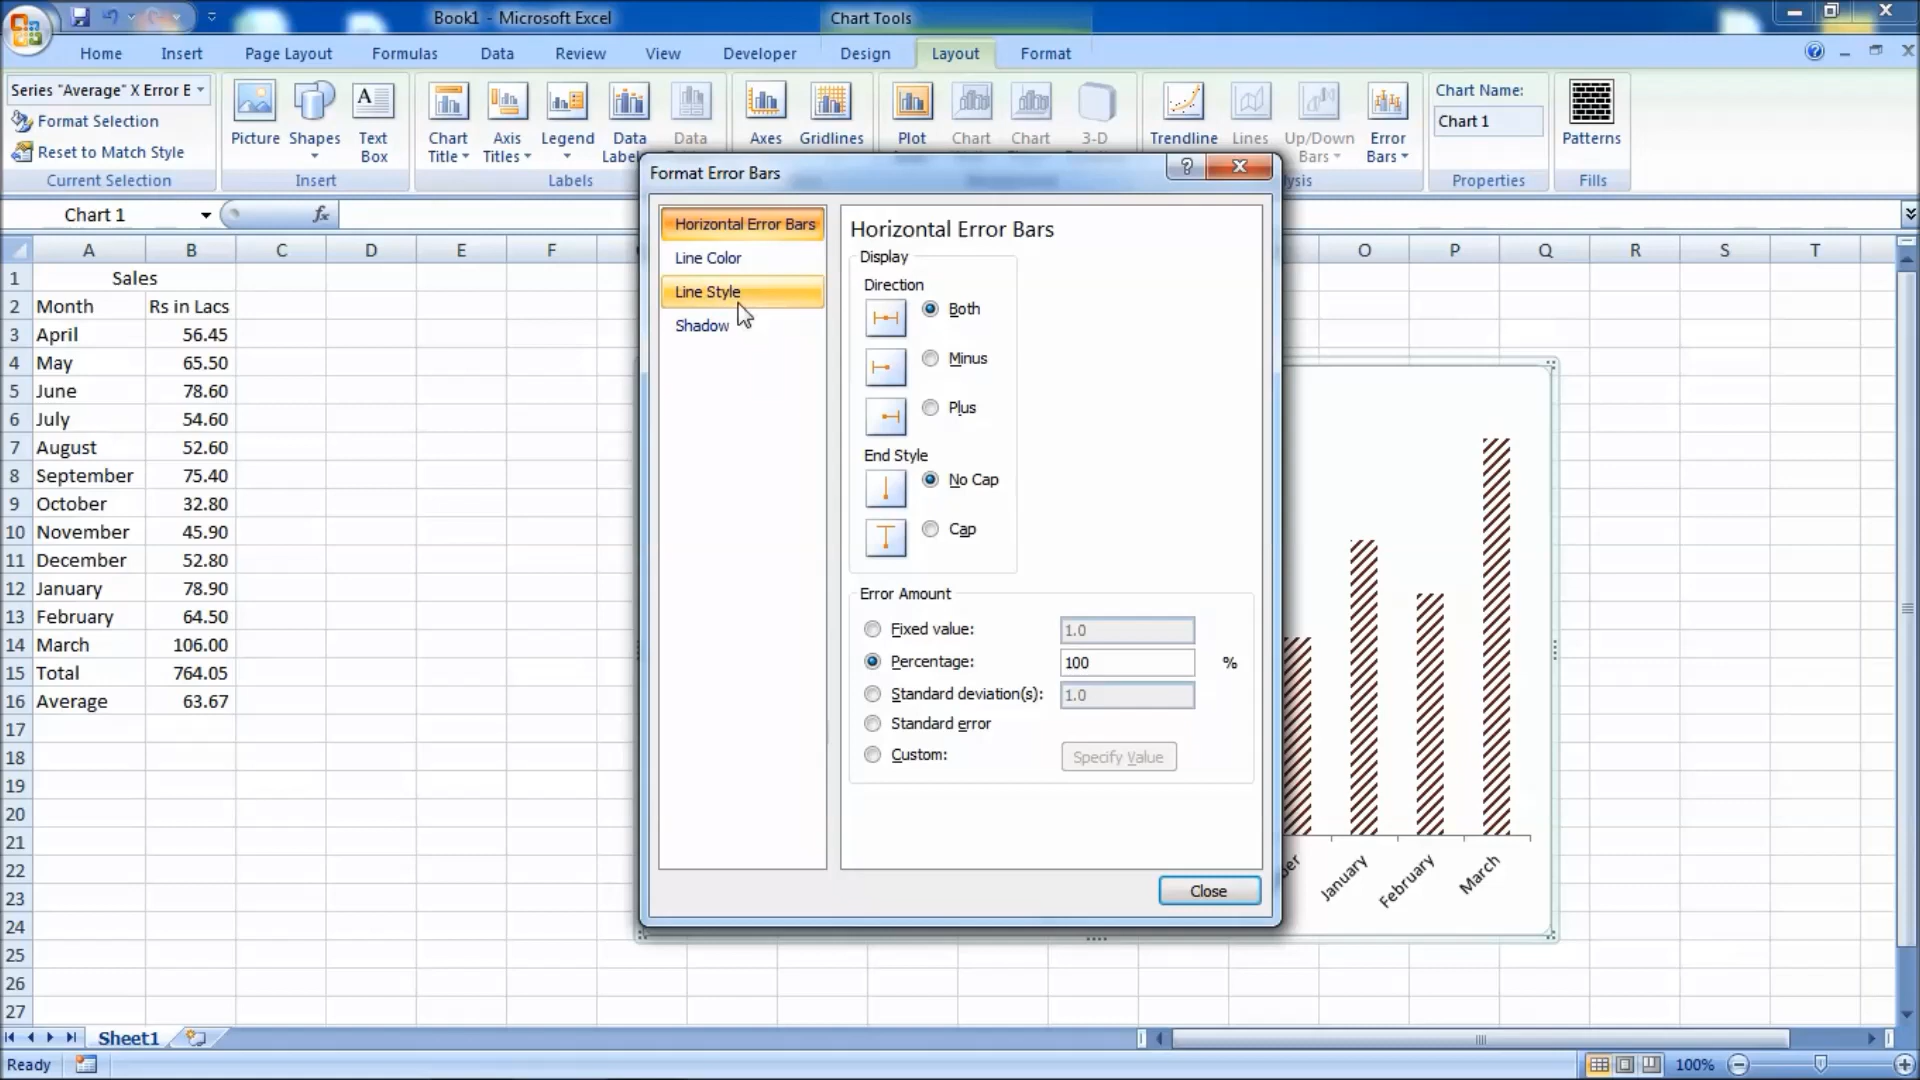 Book1 - Microsoft Excel
Chart Tools
Home Insert Page Layout Formulas Data Review View Developer Design Layout Format
Series "Average" X Error E
Format Selection
Reset to Match Style
Current Selection
Picture Shapes Text Box
Insert
Chart Title Axis Titles Legend Data Labels Data
Labels
Axes Gridlines
Plot Chart Chart 3-D
Trendline Lines Up/Down Bars Error Bars
Chart Name:
Chart 1
Properties
Patterns
Fills
Chart 1
fx
A B C D E F O P Q R S T
1 Sales
2 Month Rs in Lacs
3 April 56.45
4 May 65.50
5 June 78.60
6 July 54.60
7 August 52.60
8 September 75.40
9 October 32.80
10 November 45.90
11 December 52.80
12 January 78.90
13 February 64.50
14 March 106.00
15 Total 764.05
16 Average 63.67
17
18
19
20
21
22
23
24
25
26
27
Format Error Bars
?
Horizontal Error Bars
Line Color
Line Style
Shadow
Horizontal Error Bars
Display
Direction
Both
Minus
Plus
End Style
No Cap
Cap
Error Amount
Fixed value: 1.0
Percentage: 100 %
Standard deviation(s): 1.0
Standard error
Custom: Specify Value
Close
January
February
March
Sheet1
Ready
100%